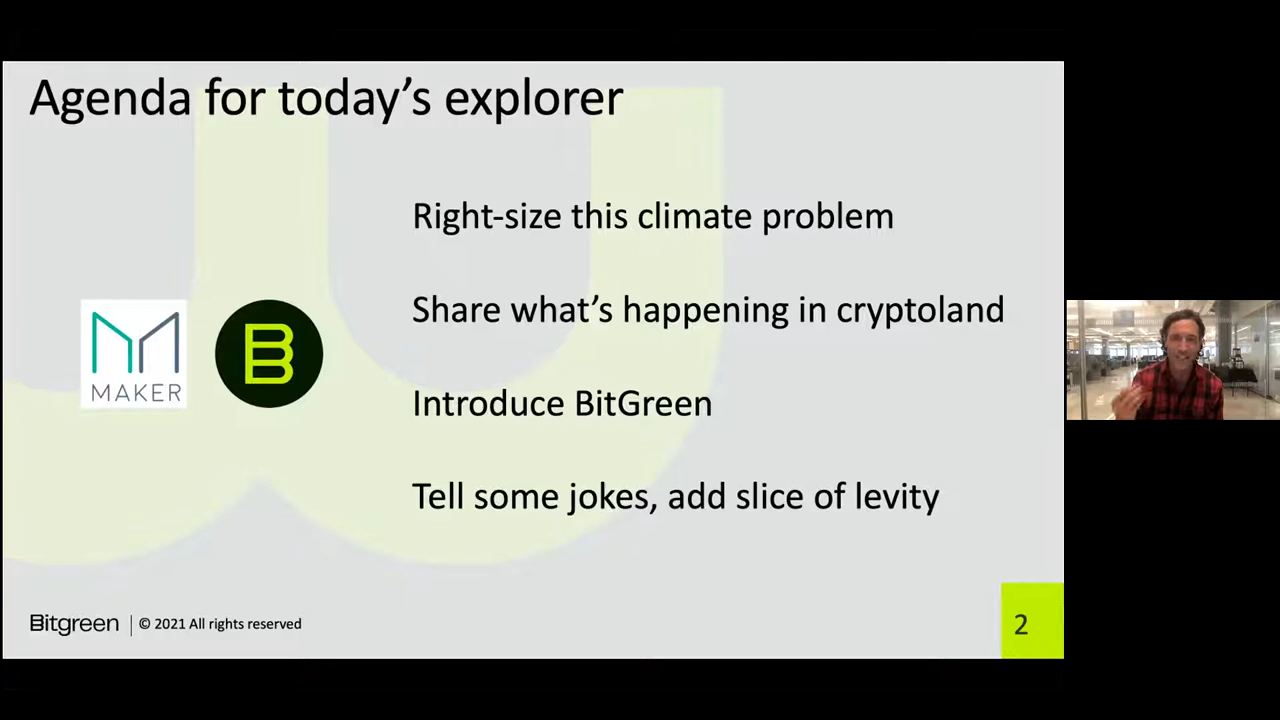 Agenda for today’s explorer
Right-size this climate problem
Share what’s happening in cryptoland
MAKER
B
Introduce BitGreen
Tell some jokes, add slice of levity
Bitgreen
© 2021 All rights reserved
2